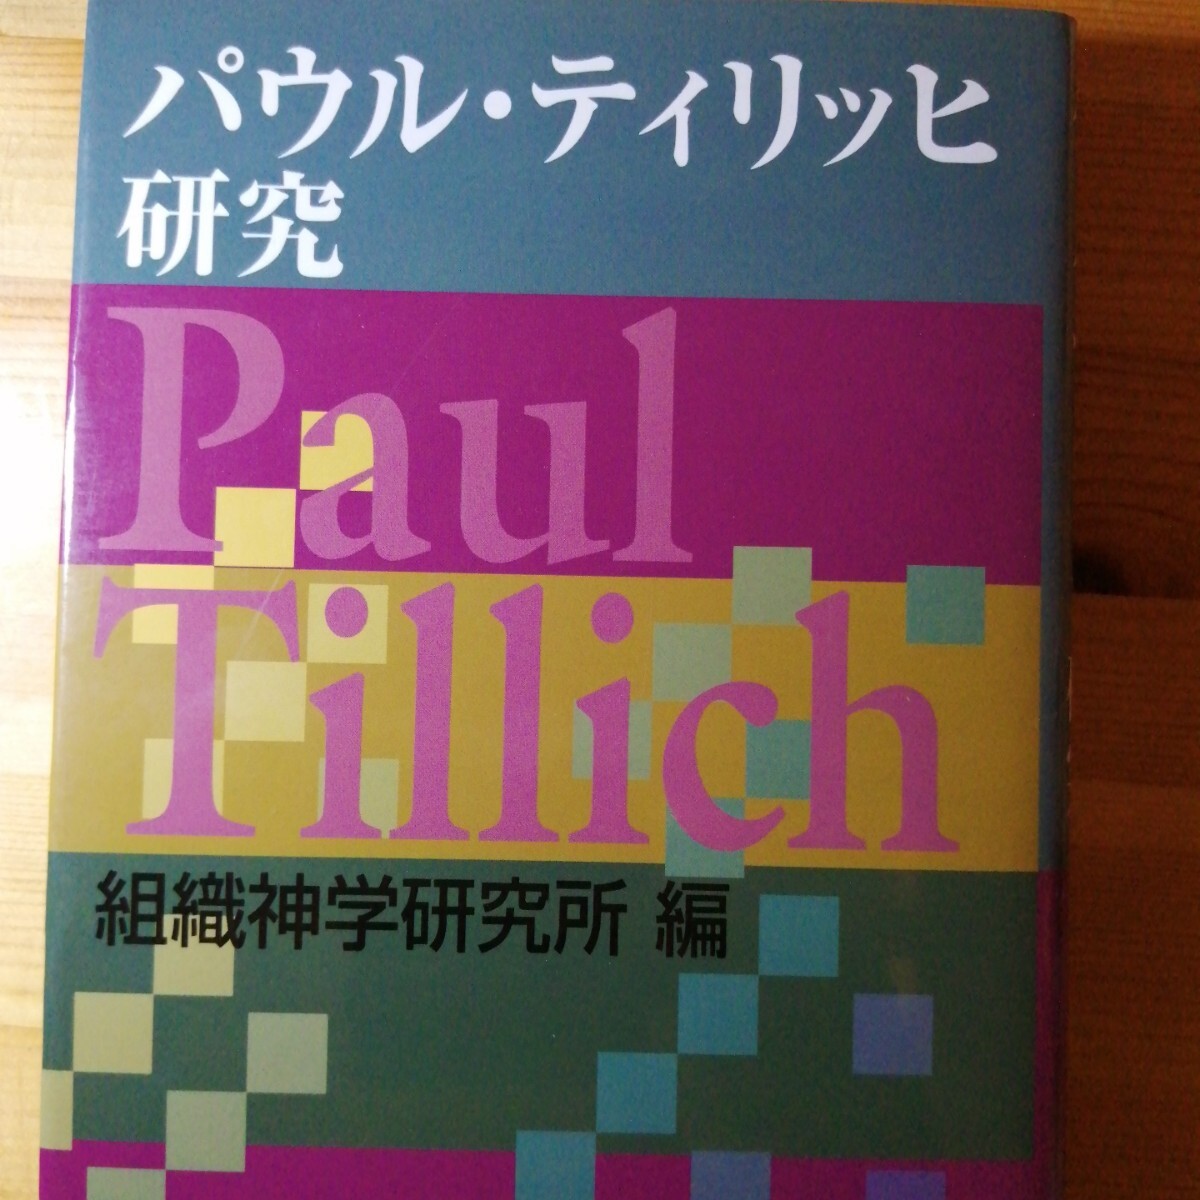 パウル・ティリッヒ
研究
Paul
Tillich
組織神学研究所 編